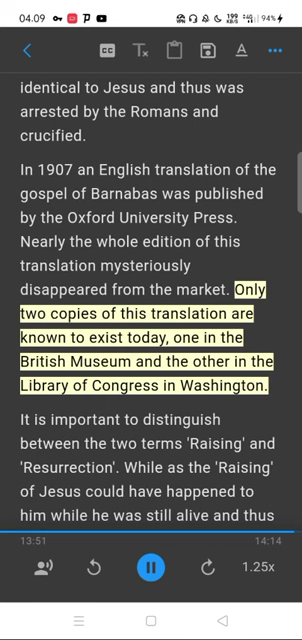 04.09
199 KB/S
94%
CC
identical to Jesus and thus was
arrested by the Romans and
crucified.
In 1907 an English translation of the
gospel of Barnabas was published
by the Oxford University Press.
Nearly the whole edition of this
translation mysteriously
disappeared from the market. Only
two copies of this translation are
known to exist today, one in the
British Museum and the other in the
Library of Congress in Washington.
It is important to distinguish
between the two terms 'Raising' and
'Resurrection'. While as the 'Raising'
of Jesus could have happened to
him while he was still alive and thus
13:51
14:14
1.25x